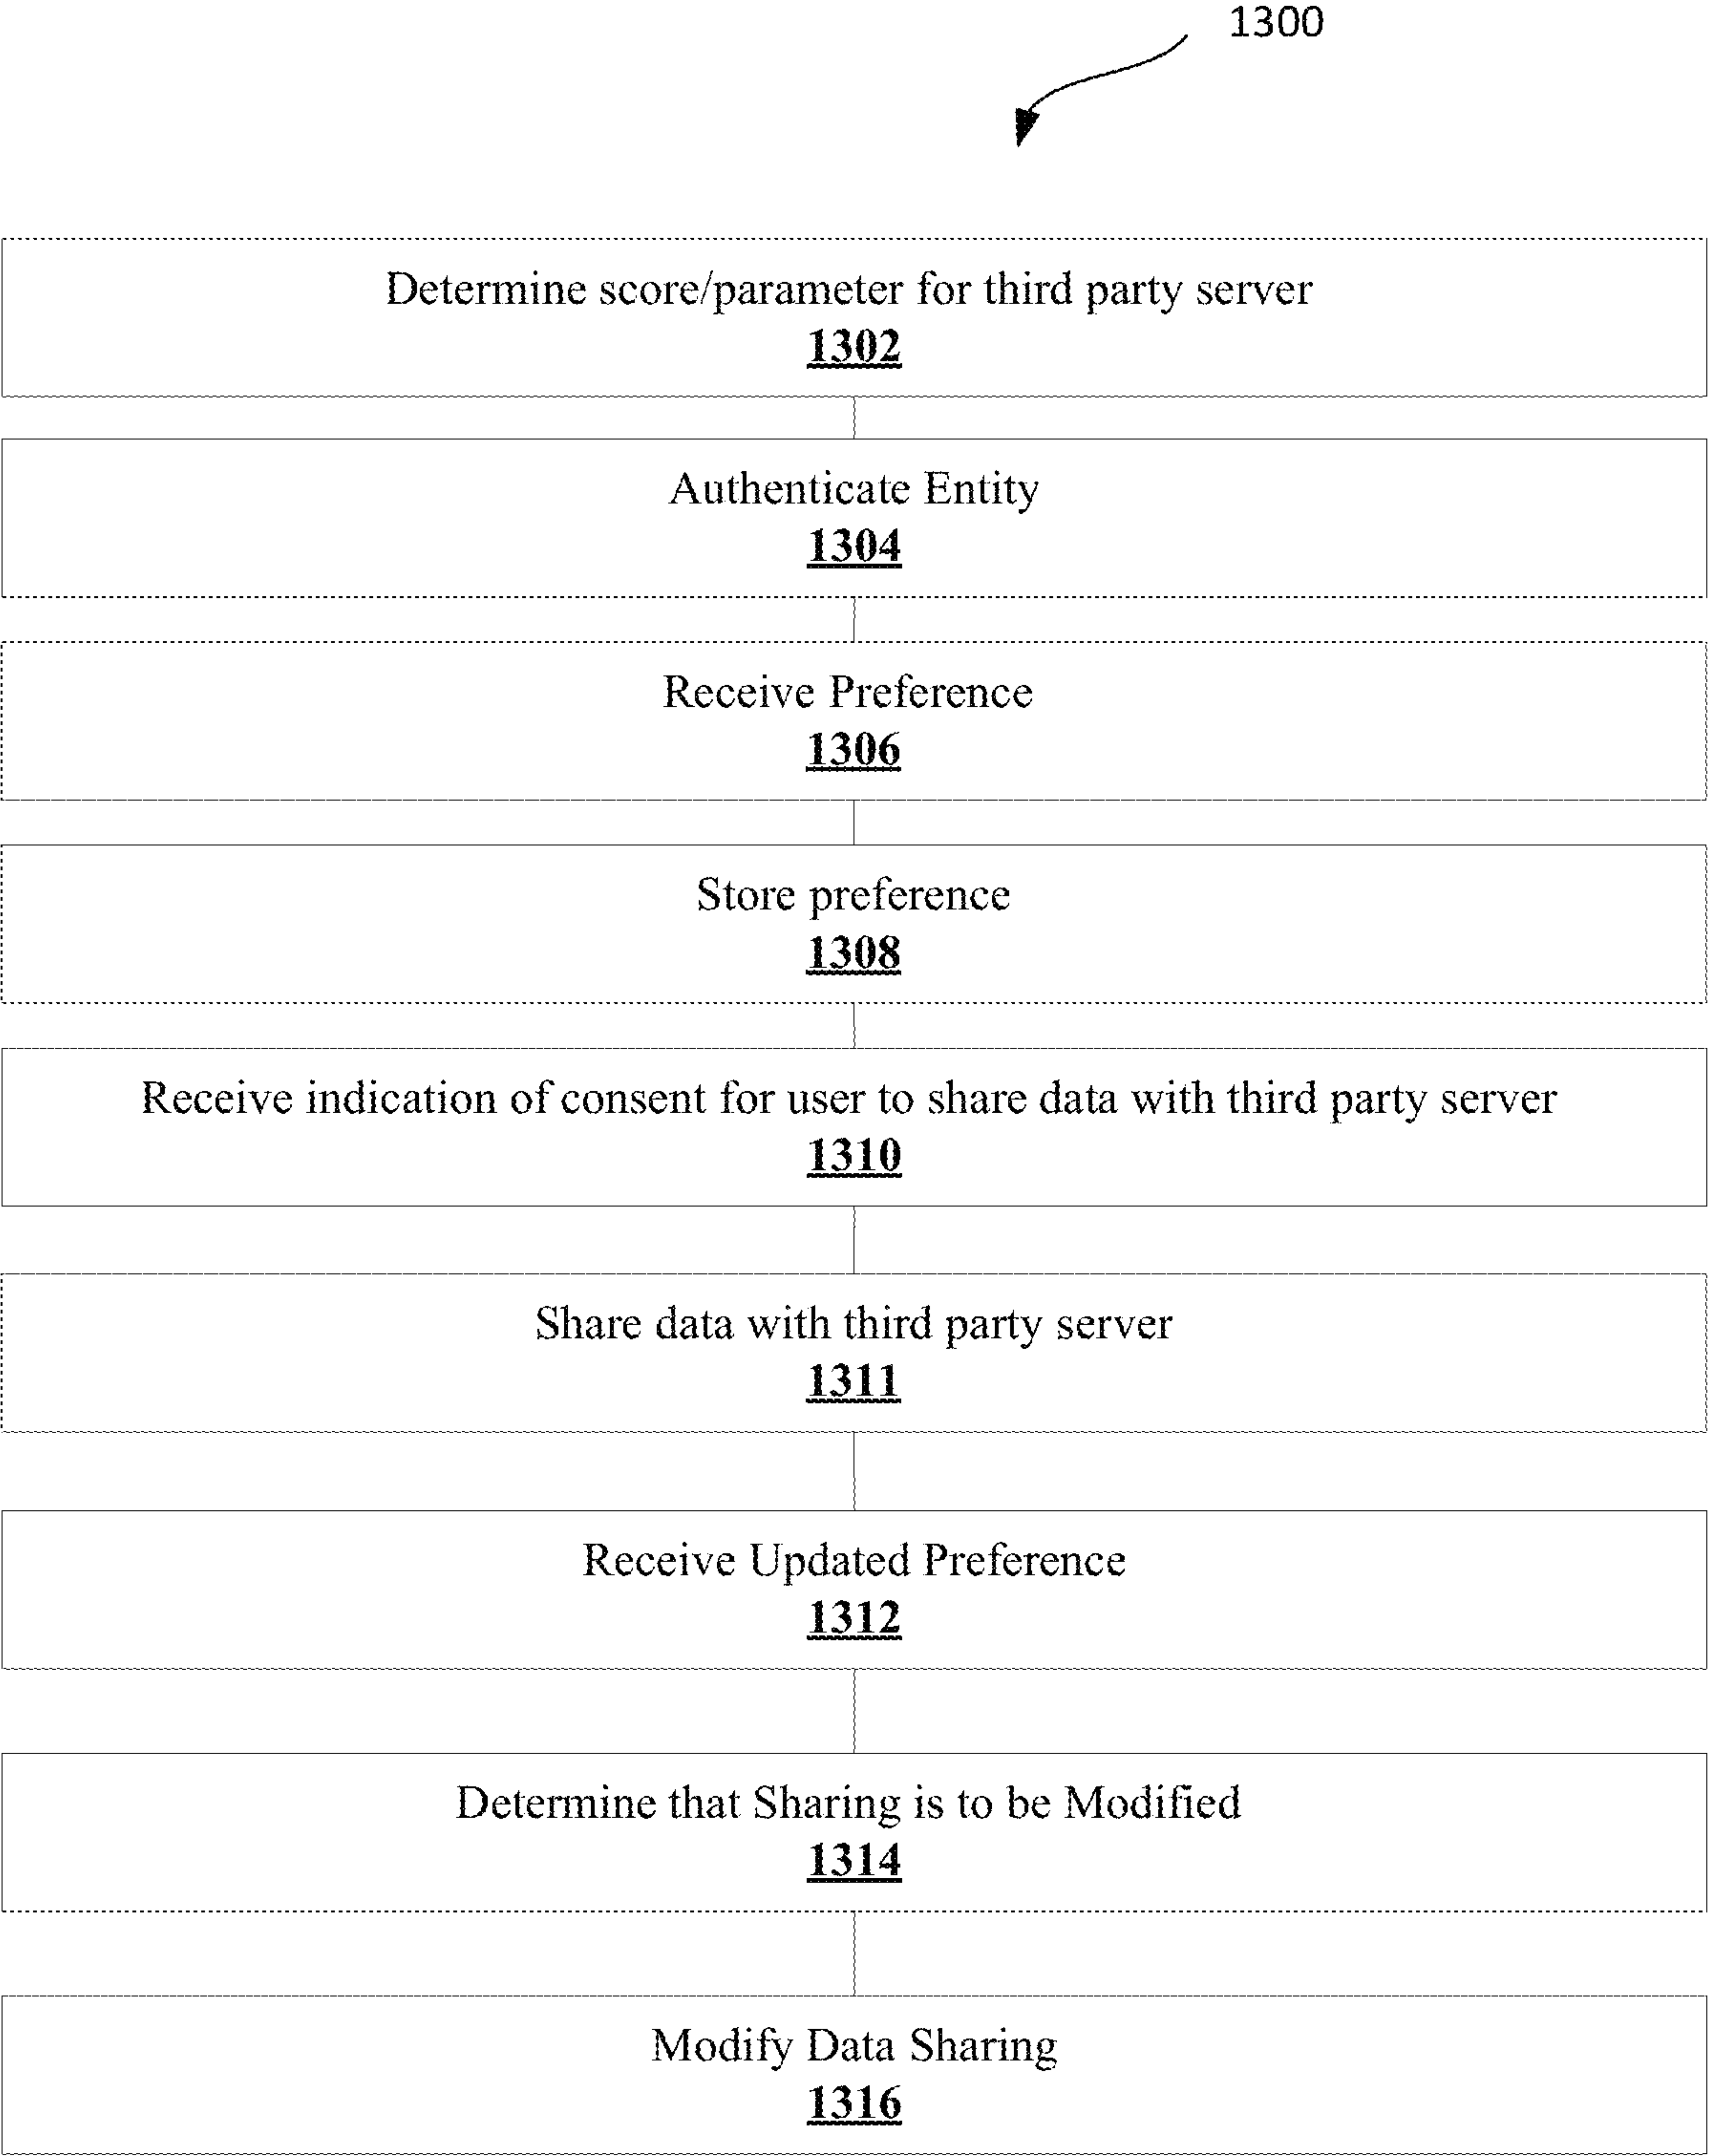 1300
Determine score/parameter for third party server
1302
Authenticate Entity
1304
Receive Preference
1306
Store preference
1308
Receive indication of consent for user to share data with third party server
1310
Share data with third party server
1311
Receive Updated Preference
1312
Determine that Sharing is to be Modified
1314
Modify Data Sharing
1316